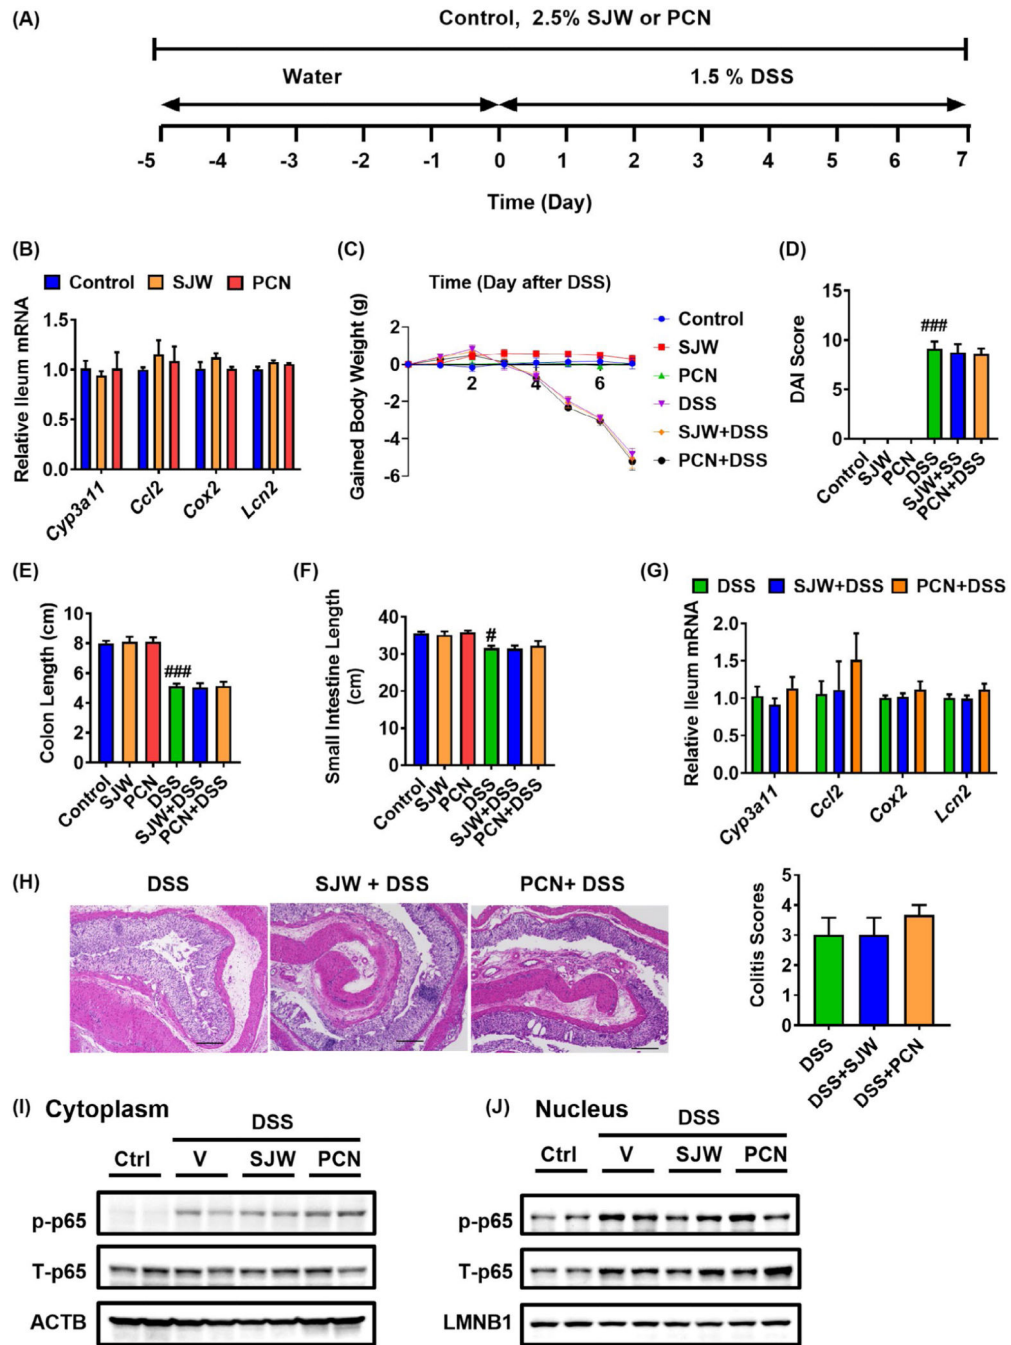 (A)
Control, 2.5% SJW or PCN
Water
1.5 % DSS
-5 -4 -3 -2 -1 0 1 2 3 4 5 6 7
Time (Day)
(B)
Control SJW PCN
Relative Ileum mRNA
1.5
1.0
0.5
0.0
Cyp3a11 Ccl2 Cox2 Lcn2
(C)
Time (Day after DSS)
Gained Body Weight (g)
2
0
-2
-4
-6
2 4 6
Control
SJW
PCN
DSS
SJW+DSS
PCN+DSS
(D)
DAI Score
15
10
5
0
###
Control SJW PCN DSS SJW+SS PCN+DSS
(E)
Colon Length (cm)
10
8
6
4
2
0
###
Control SJW PCN DSS SJW+DSS PCN+DSS
(F)
Small Intestine Length
(cm)
40
30
20
10
0
#
Control SJW PCN DSS SJW+DSS PCN+DSS
(G)
DSS SJW+DSS PCN+DSS
Relative Ileum mRNA
2.0
1.5
1.0
0.5
0.0
Cyp3a11 Ccl2 Cox2 Lcn2
(H)
DSS SJW + DSS PCN+ DSS
Colitis Scores
5
4
3
2
1
0
DSS DSS+SJW DSS+PCN
(I) Cytoplasm
DSS
Ctrl V SJW PCN
p-p65
T-p65
ACTB
(J) Nucleus
DSS
Ctrl V SJW PCN
p-p65
T-p65
LMNB1